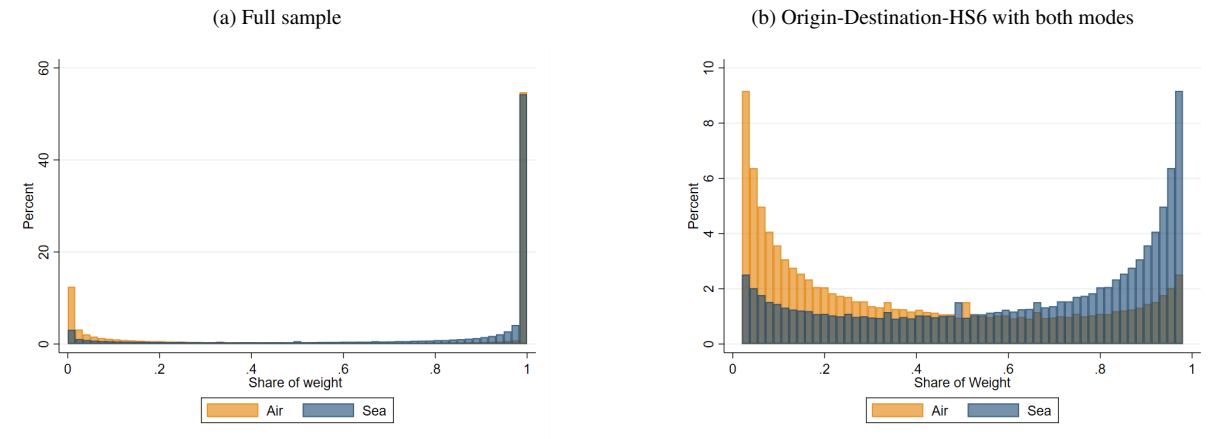 (a) Full sample
60
40
20
0
Percent
0 .2 .4 .6 .8 1
Share of weight
Air Sea
(b) Origin-Destination-HS6 with both modes
10
8
6
4
2
0
Percent
0 .2 .4 .6 .8 1
Share of Weight
Air Sea